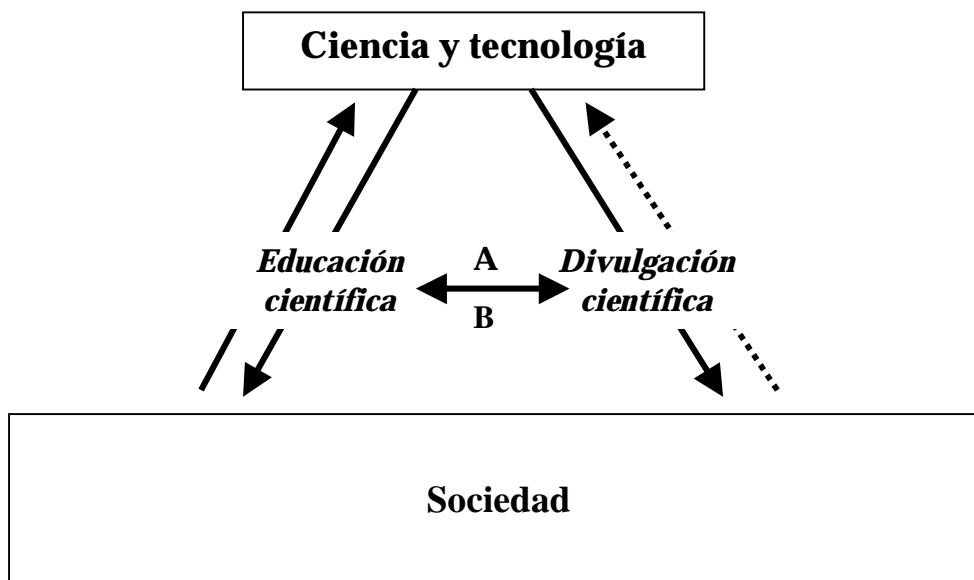 Ciencia y tecnología
Educación
científica
A
B
Divulgación
científica
Sociedad